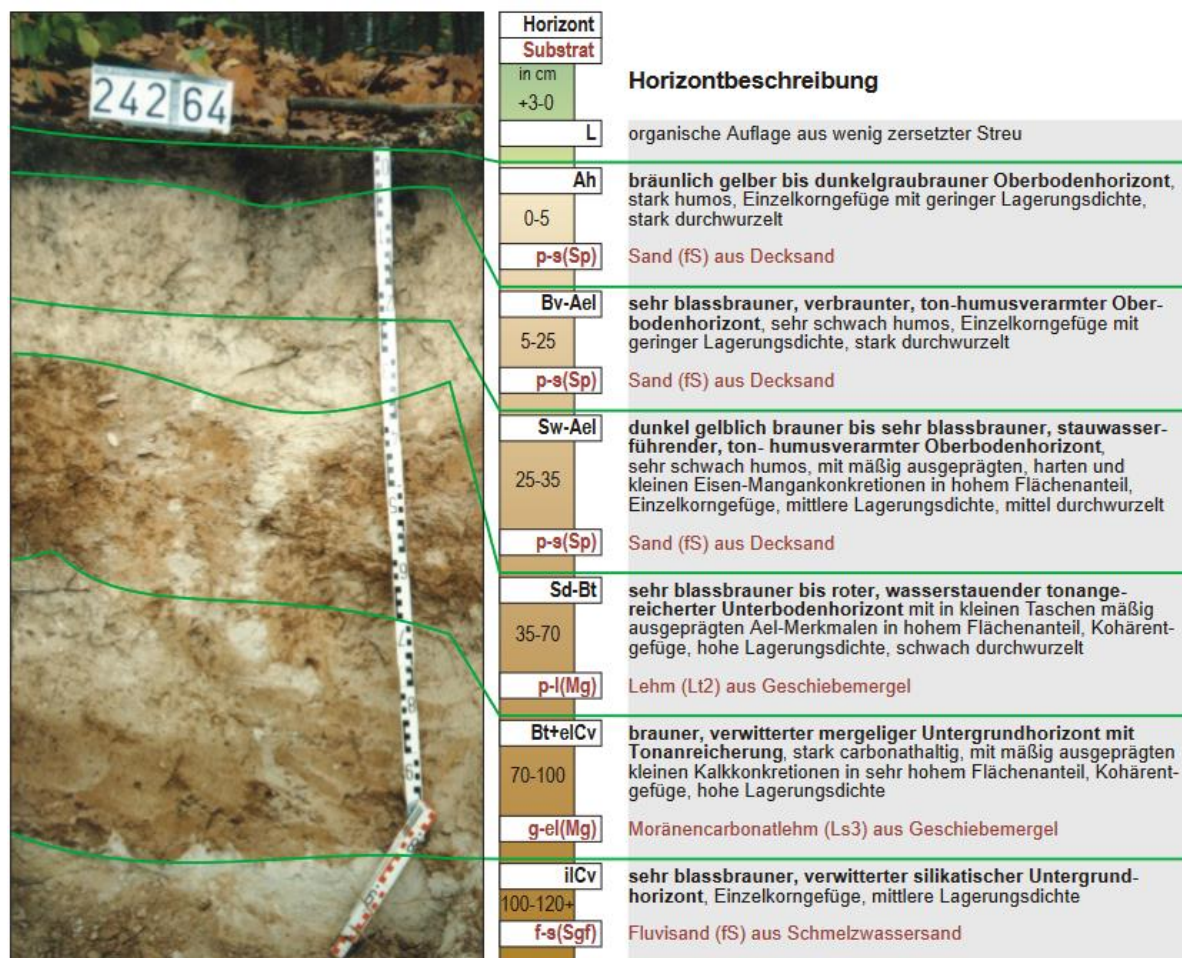 242 64
Horizont
Substrat
in cm
+3-0
Horizontbeschreibung
L
organische Auflage aus wenig zersetzter Streu
Ah
0-5
p-s(Sp)
bräunlich gelber bis dunkelgraubrauner Oberbodenhorizont,
stark humos, Einzelkorngefüge mit geringer Lagerungsdichte,
stark durchwurzelt
Sand (fS) aus Decksand
Bv-Ael
5-25
p-s(Sp)
sehr blassbrauner, verbraunter, ton-humusverarmter Ober-
bodenhorizont, sehr schwach humos, Einzelkorngefüge mit
geringer Lagerungsdichte, stark durchwurzelt
Sand (fS) aus Decksand
Sw-Ael
25-35
p-s(Sp)
dunkel gelblich brauner bis sehr blassbrauner, stauwasser-
führender, ton- humusverarmter Oberbodenhorizont,
sehr schwach humos, mit mäßig ausgeprägten, harten und
kleinen Eisen-Mangankonkretionen in hohem Flächenanteil,
Einzelkorngefüge, mittlere Lagerungsdichte, mittel durchwurzelt
Sand (fS) aus Decksand
Sd-Bt
35-70
p-l(Mg)
sehr blassbrauner bis roter, wasserstauender tonange-
reicherter Unterbodenhorizont mit in kleinen Taschen mäßig
ausgeprägten Ael-Merkmalen in hohem Flächenanteil, Kohärent-
gefüge, hohe Lagerungsdichte, schwach durchwurzelt
Lehm (Lt2) aus Geschiebemergel
Bt+elCv
70-100
g-el(Mg)
brauner, verwitterter mergeliger Untergrundhorizont mit
Tonanreicherung, stark carbonathaltig, mit mäßig ausgeprägten
kleinen Kalkkonkretionen in sehr hohem Flächenanteil, Kohärent-
gefüge, hohe Lagerungsdichte
Moränencarbonatlehm (Ls3) aus Geschiebemergel
ilCv
100-120+
f-s(Sgf)
sehr blassbrauner, verwitterter silikatischer Untergrund-
horizont, Einzelkorngefüge, mittlere Lagerungsdichte
Fluvisand (fS) aus Schmelzwassersand